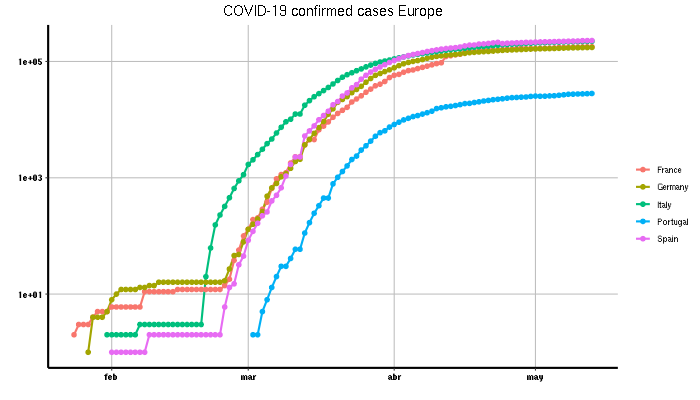 COVID-19 confirmed cases Europe
1e+05
1e+03
1e+01
feb
mar
abr
may
France
Germany
Italy
Portugal
Spain